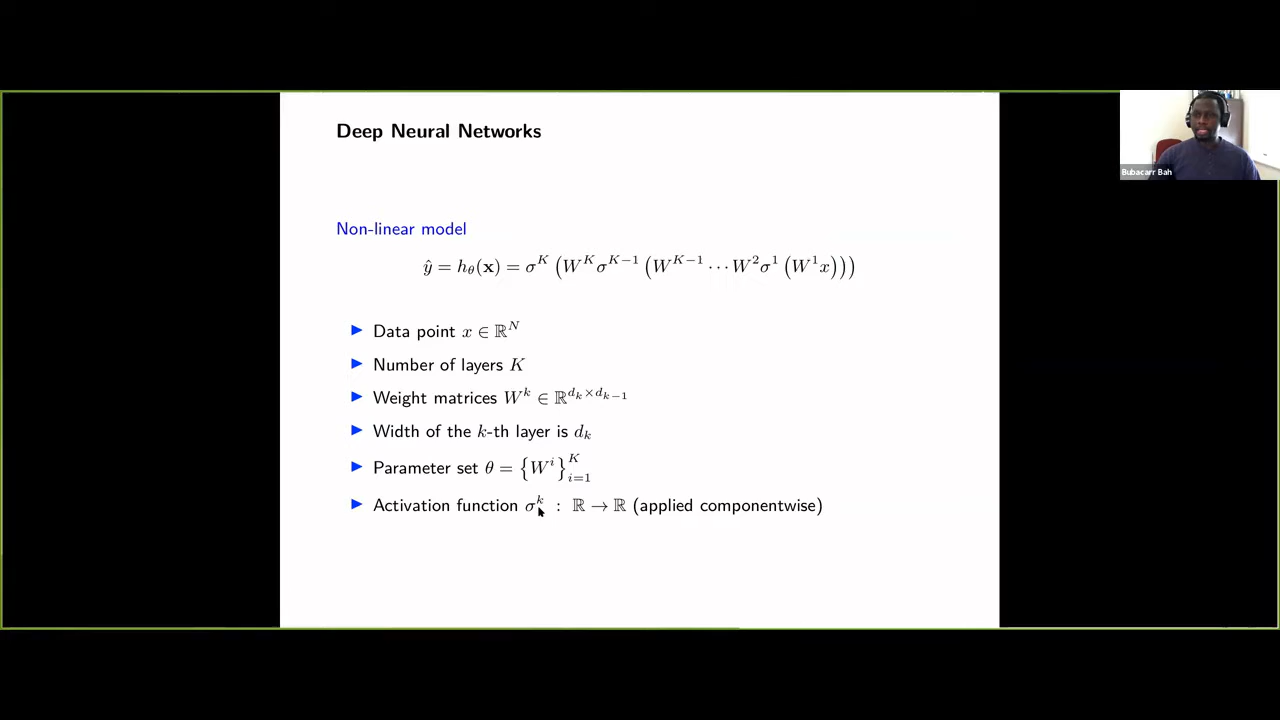 Deep Neural Networks
Bubacarr Bah
Non-linear model
ŷ = h_θ(𝐱) = σ^K (W^K σ^{K−1} (W^{K−1} ⋯ W^2 σ^1 (W^1 x)))
▶ Data point x ∈ ℝ^N
▶ Number of layers K
▶ Weight matrices W^k ∈ ℝ^{d_k×d_{k−1}}
▶ Width of the k-th layer is d_k
▶ Parameter set θ = {W^i}_{i=1}^K
▶ Activation function σ^k : ℝ → ℝ (applied componentwise)